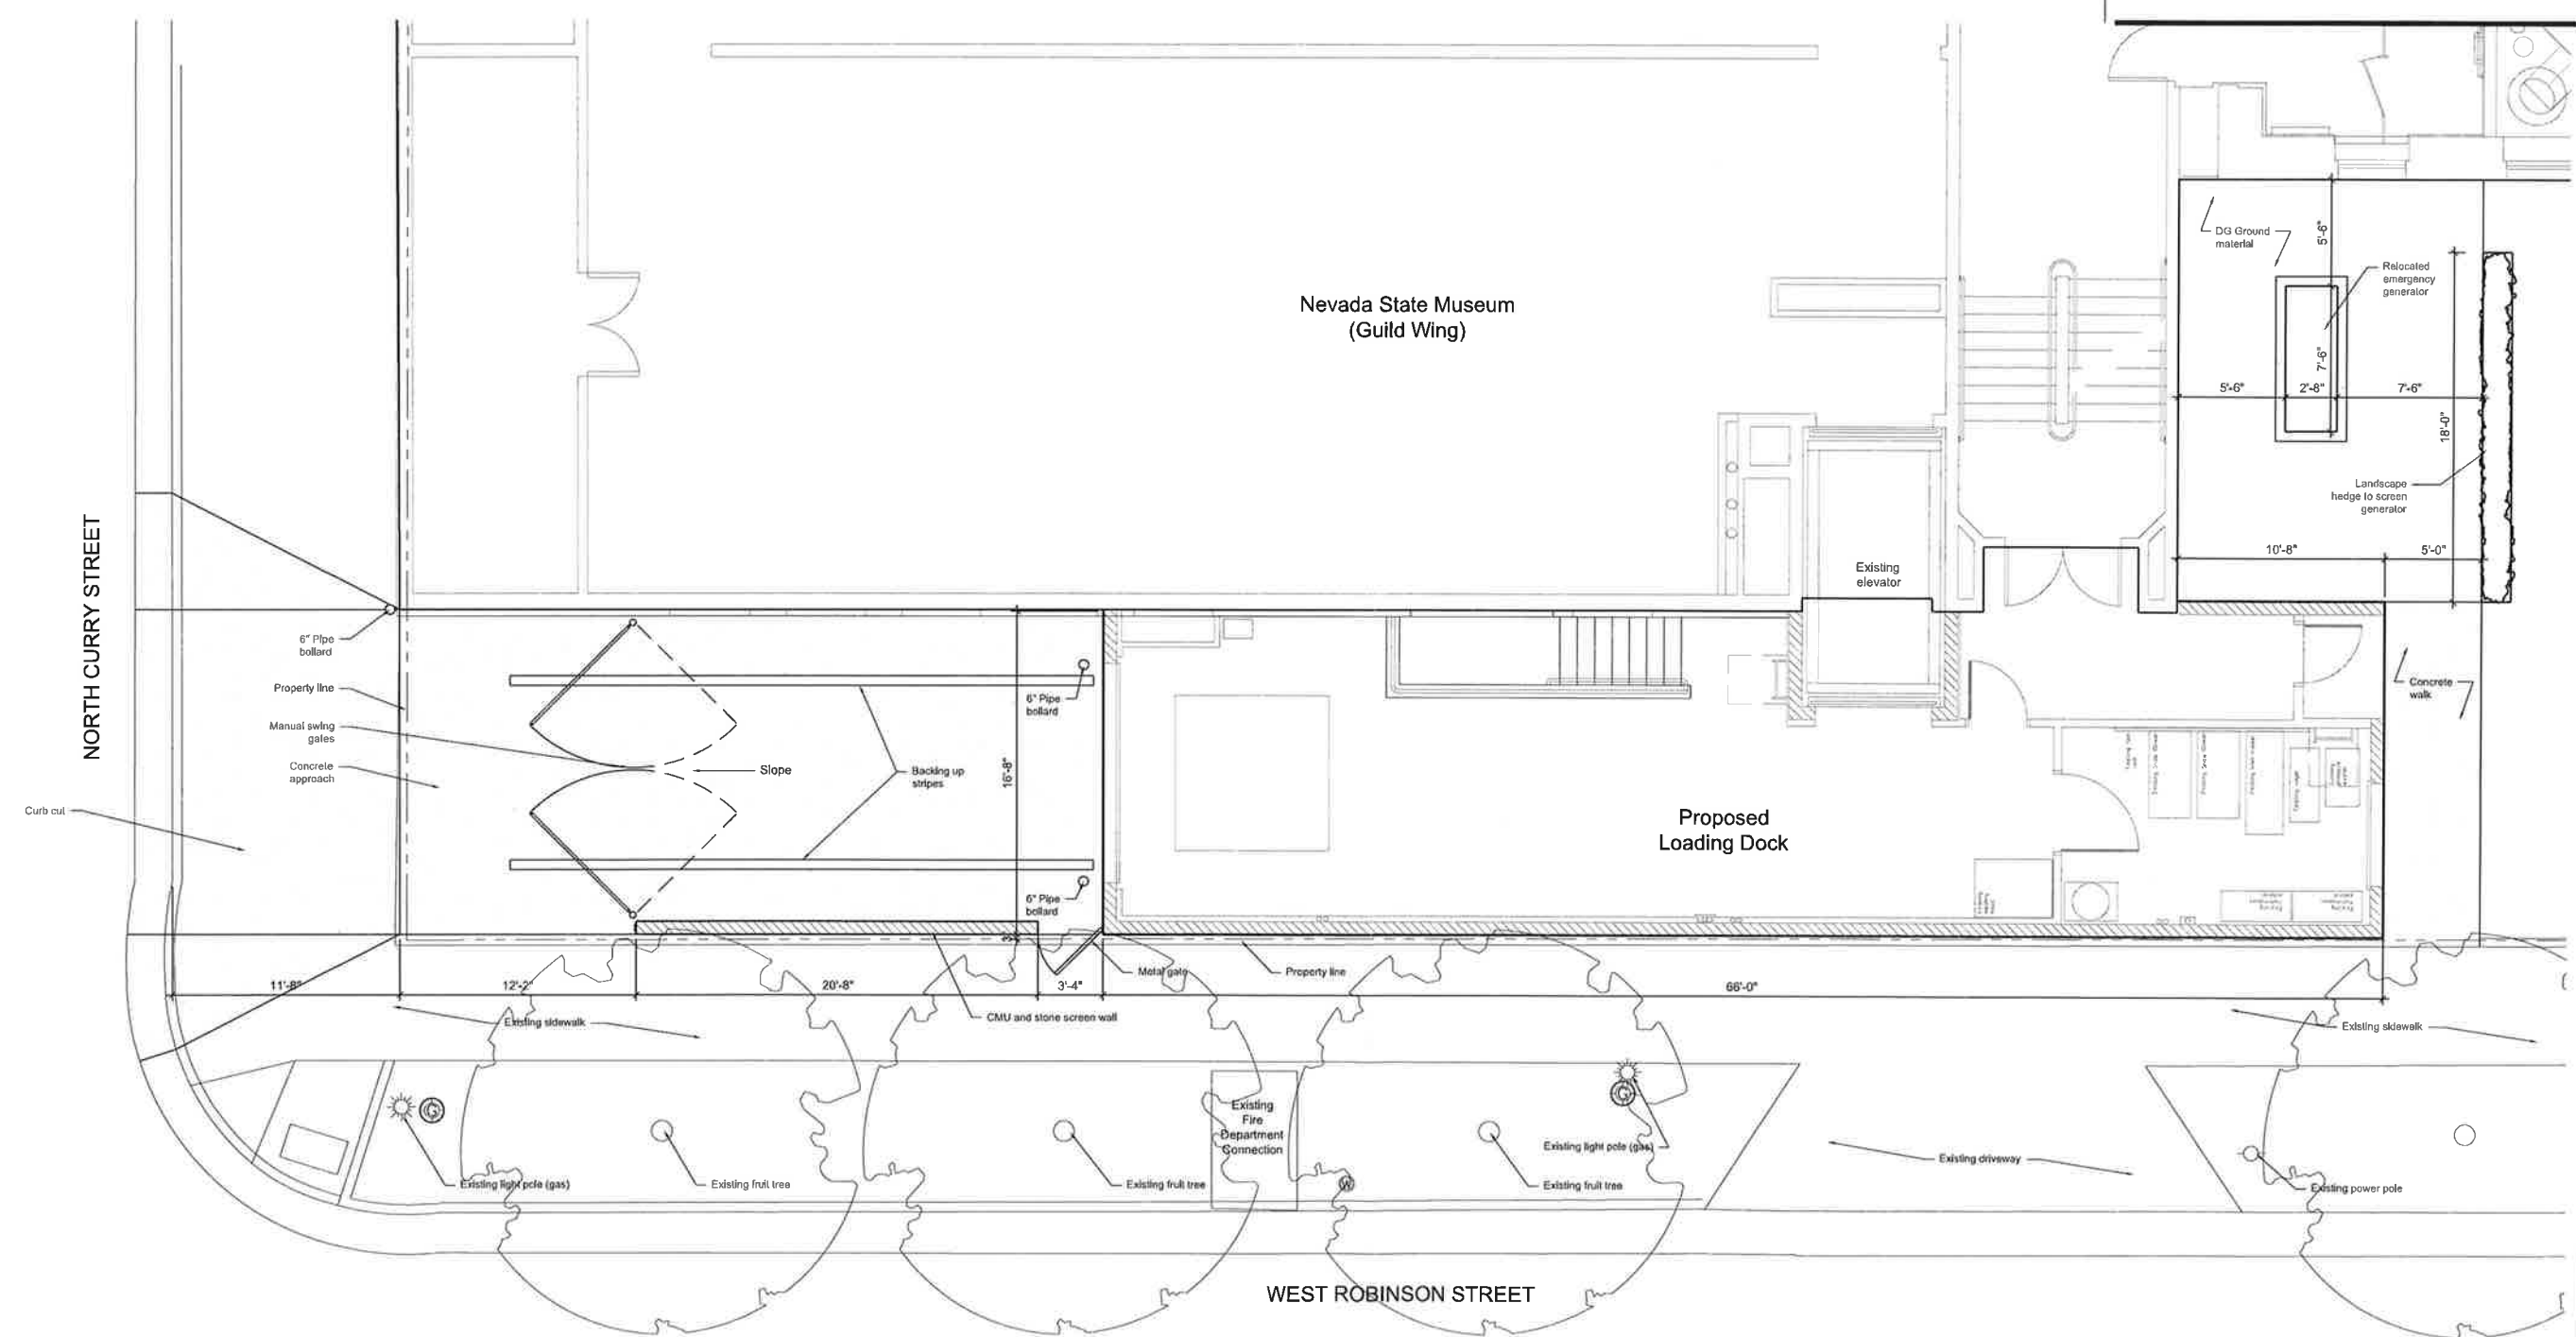 Nevada State Museum
(Guild Wing)
DG Ground
material
5'-6"
Relocated
emergency
generator
7'-6"
5'-6"
2'-8"
7'-6"
18'-0"
Landscape
hedge to screen
generator
10'-8"
5'-0"
Existing
elevator
NORTH CURRY STREET
6" Pipe
bollard
Property line
Manual swing
gates
Concrete
approach
Curb cut
Slope
Backing up
stripes
6" Pipe
bollard
16'-8"
6" Pipe
bollard
Proposed
Loading Dock
Concrete
walk
Metal gate
Property line
11'-8"
12'-2"
20'-8"
3'-4"
66'-0"
Existing sidewalk
CMU and stone screen wall
Existing sidewalk
G
Existing light pole (gas)
Existing fruit tree
Existing fruit tree
Existing
Fire
Department
Connection
W
G
Existing light pole (gas)
Existing fruit tree
Existing driveway
Existing power pole
WEST ROBINSON STREET